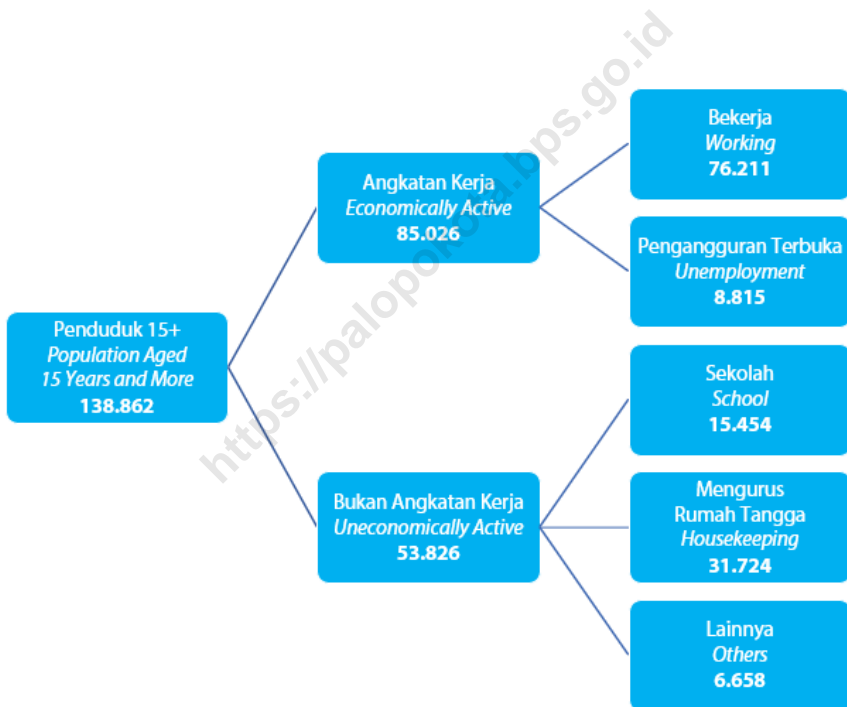 Penduduk 15+
Population Aged
15 Years and More
138.862
Angkatan Kerja
Economically Active
85.026
Bekerja
Working
76.211
Pengangguran Terbuka
Unemployment
8.815
Bukan Angkatan Kerja
Uneconomically Active
53.826
Sekolah
School
15.454
Mengurus
Rumah Tangga
Housekeeping
31.724
Lainnya
Others
6.658
https://palopokota.bps.go.id